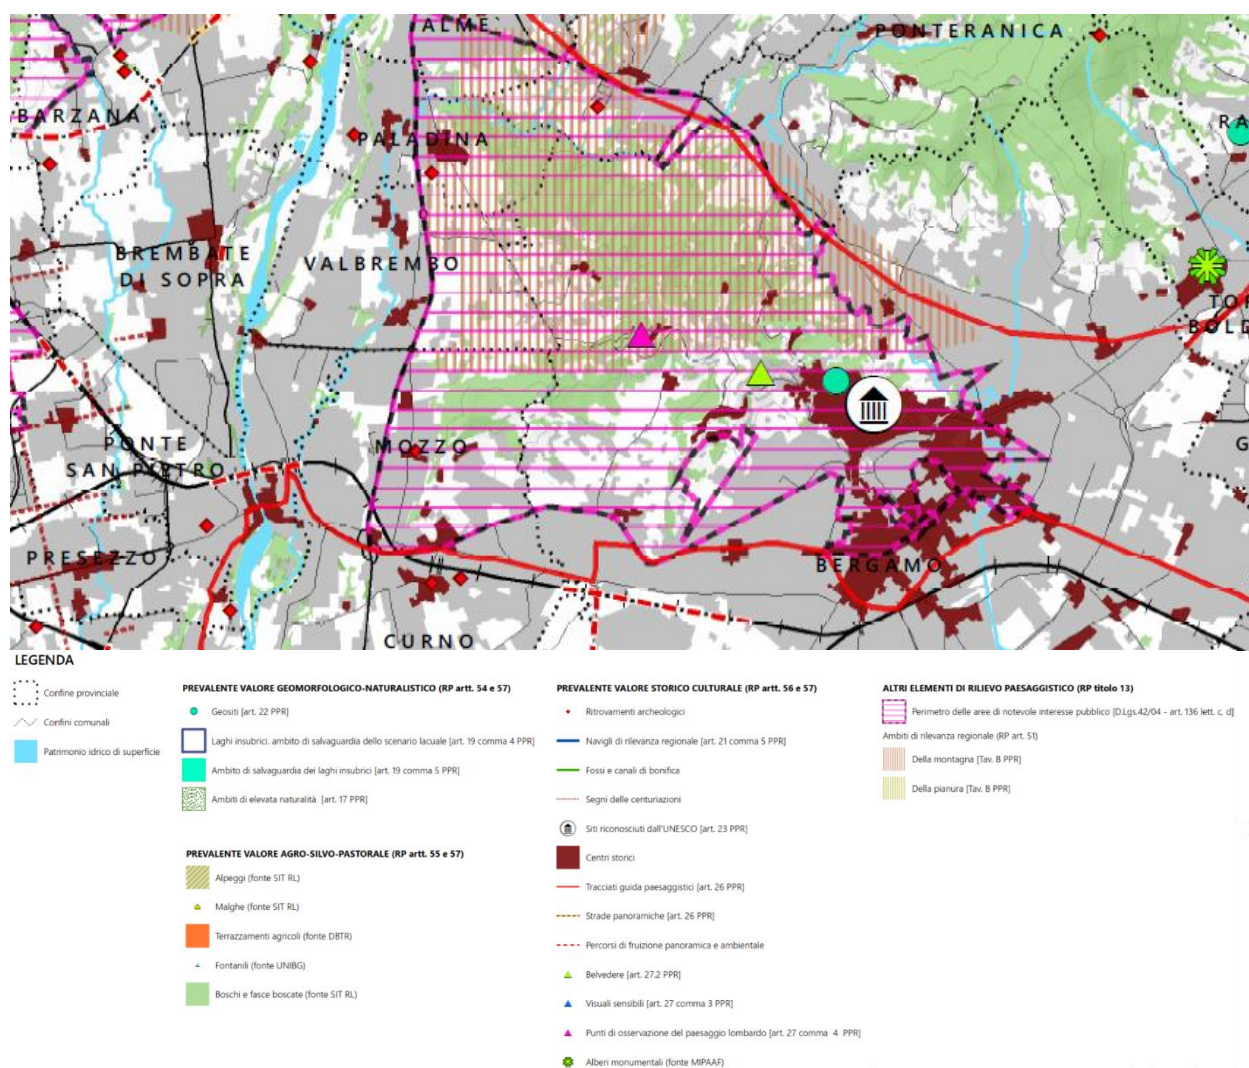 ALME
PONTERANICA
BARZANA
RA
PALADINA
BREMBATE
DI SOPRA
VALBREMBO
TO
BOLD
PONTE
SAN PIETRO
MOZZO
G
PRESEZZO
BERGAMO
CURNO
LEGENDA
Confine provinciale
Confini comunali
Patrimonio idrico di superficie
PREVALENTE VALORE GEOMORFOLOGICO-NATURALISTICO (RP artt. 54 e 57)
Geositi [art. 22 PPR]
Laghi insubrici, ambito di salvaguardia dello scenario lacuale [art. 19 comma 4 PPR]
Ambito di salvaguardia dei laghi insubrici [art. 19 comma 5 PPR]
Ambiti di elevata naturalità [art. 17 PPR]
PREVALENTE VALORE AGRO-SILVO-PASTORALE (RP artt. 55 e 57)
Alpeggi (fonte SIT RL)
Malghe (fonte SIT RL)
Terrazzamenti agricoli (fonte DBTR)
Fontanili (fonte UNIBG)
Boschi e fasce boscate (fonte SIT RL)
PREVALENTE VALORE STORICO CULTURALE (RP artt. 56 e 57)
Ritrovamenti archeologici
Navigli di rilevanza regionale [art. 21 comma 5 PPR]
Fossi e canali di bonifica
Segni delle centuriazioni
Siti riconosciuti dall'UNESCO [art. 23 PPR]
Centri storici
Tracciati guida paesaggistici [art. 26 PPR]
Strade panoramiche [art. 26 PPR]
Percorsi di fruizione panoramica e ambientale
Belvedere [art. 27.2 PPR]
Visuali sensibili [art. 27 comma 3 PPR]
Punti di osservazione del paesaggio lombardo [art. 27 comma 4 PPR]
Alberi monumentali (fonte MIPAAF)
ALTRI ELEMENTI DI RILIEVO PAESAGGISTICO (RP titolo 13)
Perimetro delle aree di notevole interesse pubblico [D.Lgs.42/04 - art. 136 lett. c, d]
Ambiti di rilevanza regionale (RP art. 51)
Della montagna [Tav. B PPR]
Della pianura [Tav. B PPR]